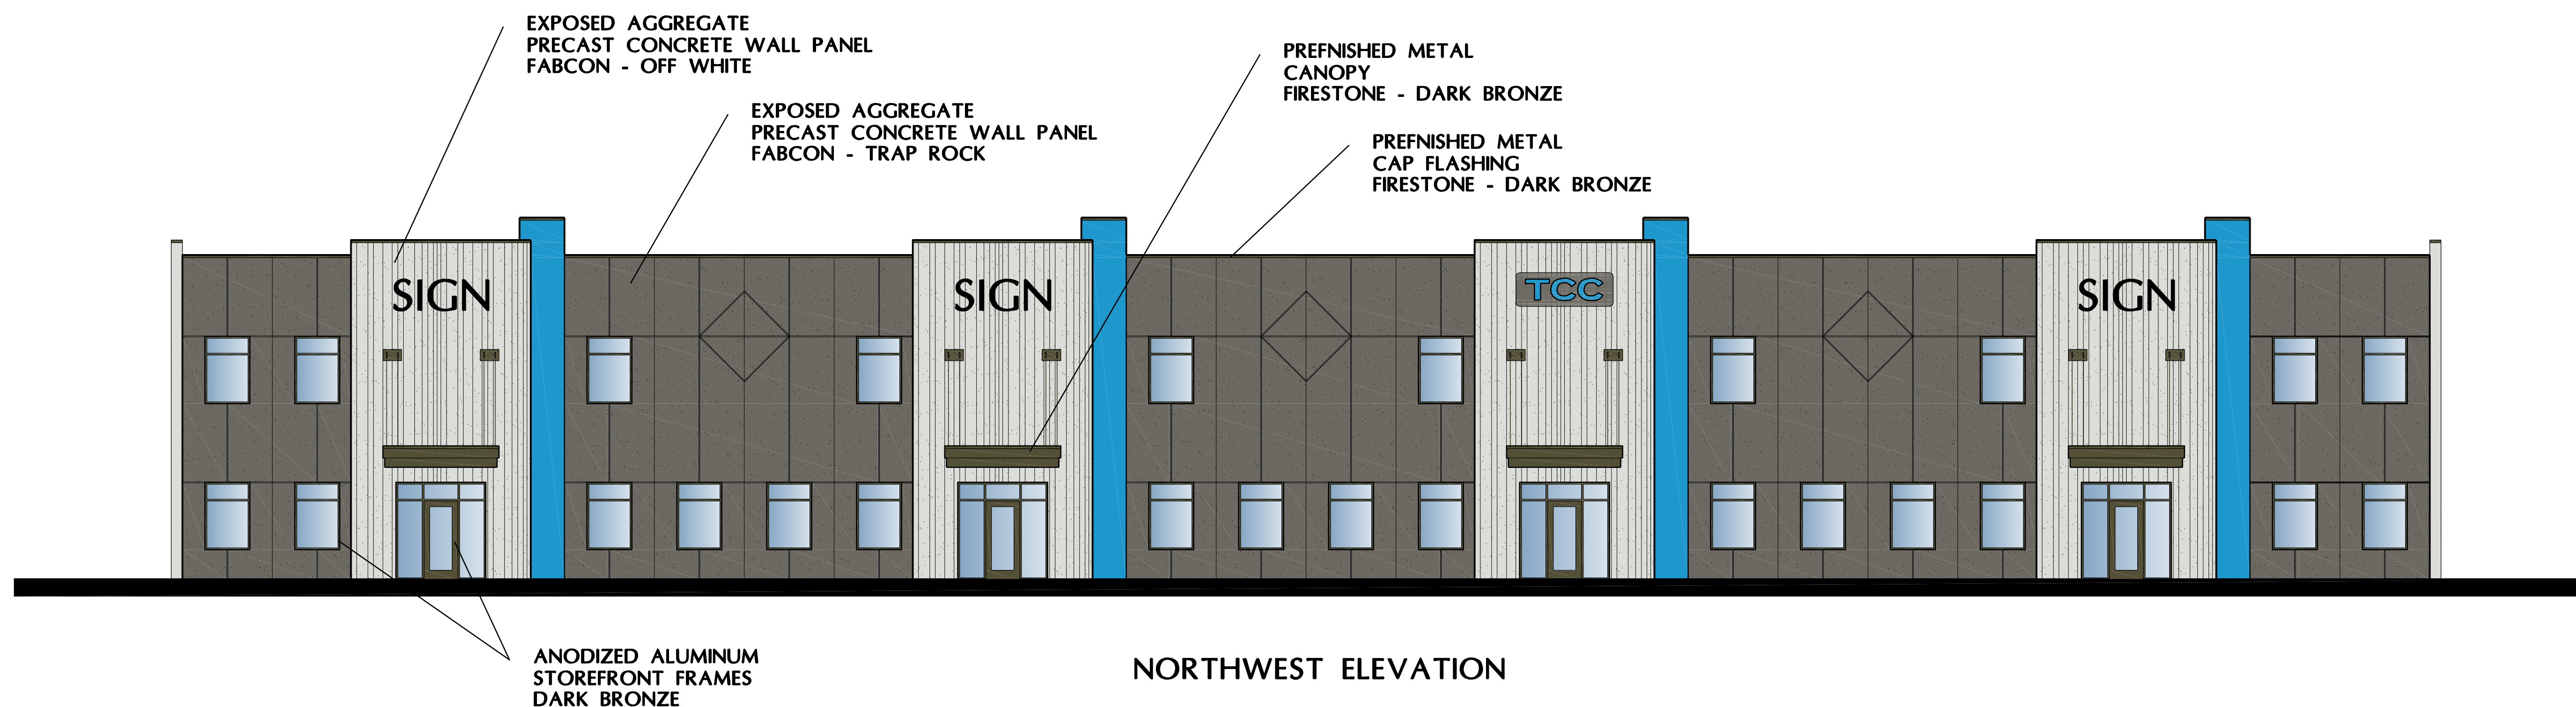 EXPOSED AGGREGATE
PRECAST CONCRETE WALL PANEL
FABCON - OFF WHITE
EXPOSED AGGREGATE
PRECAST CONCRETE WALL PANEL
FABCON - TRAP ROCK
PREFNISHED METAL
CANOPY
FIRESTONE - DARK BRONZE
PREFNISHED METAL
CAP FLASHING
FIRESTONE - DARK BRONZE
SIGN
SIGN
TCC
SIGN
ANODIZED ALUMINUM
STOREFRONT FRAMES
DARK BRONZE
NORTHWEST ELEVATION